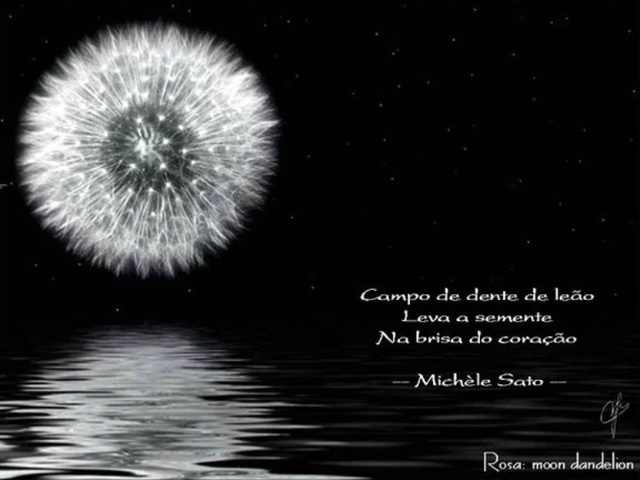 Campo de dente de leão
Leva a semente
Na brisa do coração
-- Michèle Sato --
Rosa: moon dandelion